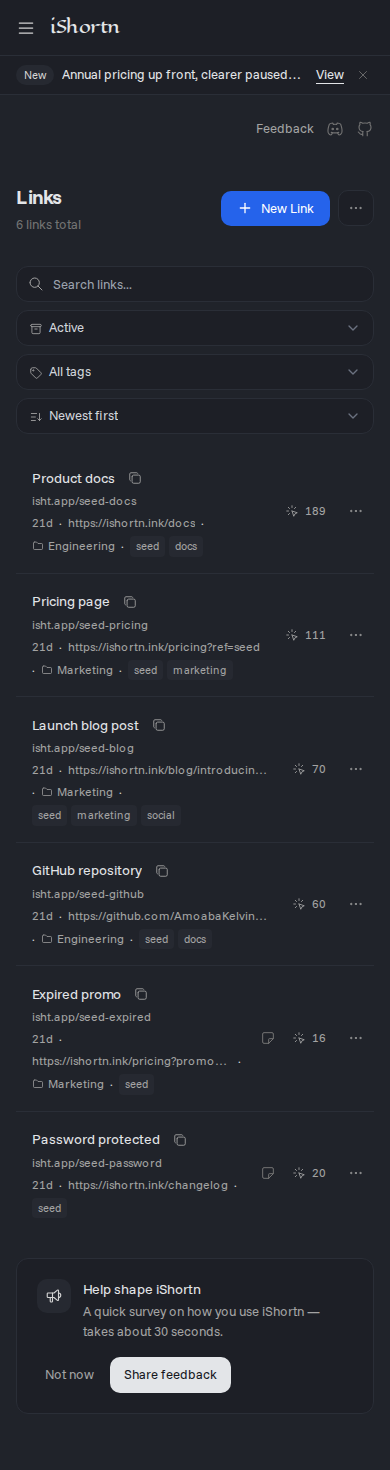 iShortn
New Annual pricing up front, clearer paused... View
Feedback
Links
6 links total
New Link
Search links...
Active
All tags
Newest first
Product docs
isht.app/seed-docs
21d · https://ishortn.ink/docs ·
Engineering · seed docs
189
Pricing page
isht.app/seed-pricing
21d · https://ishortn.ink/pricing?ref=seed
· Marketing · seed marketing
111
Launch blog post
isht.app/seed-blog
21d · https://ishortn.ink/blog/introducin...
· Marketing ·
seed marketing social
70
GitHub repository
isht.app/seed-github
21d · https://github.com/AmoabaKelvin...
· Engineering · seed docs
60
Expired promo
isht.app/seed-expired
21d ·
https://ishortn.ink/pricing?promo... ·
Marketing · seed
16
Password protected
isht.app/seed-password
21d · https://ishortn.ink/changelog ·
seed
20
Help shape iShortn
A quick survey on how you use iShortn —
takes about 30 seconds.
Not now Share feedback